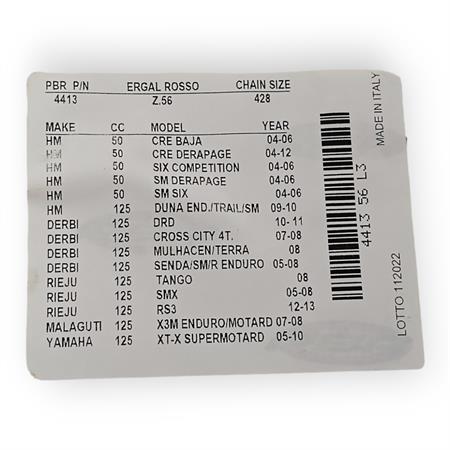 PBR P/N ERGAL ROSSO CHAIN SIZE
4413 Z.56 428
MAKE CC MODEL YEAR
HM 50 CRE BAJA 04-06
HM 50 CRE DERAPAGE 04-12
HM 50 SIX COMPETITION 04-06
HM 50 SM DERAPAGE 04-06
HM 50 SM SIX 04-06
HM 125 DUNA END./TRAIL/SM 09-10
DERBI 125 DRD 10- 11
DERBI 125 CROSS CITY 4T. 07-08
DERBI 125 MULHACEN/TERRA 08
DERBI 125 SENDA/SM/R ENDURO 05-08
RIEJU 125 TANGO 08
RIEJU 125 SMX 05-08
RIEJU 125 RS3 12-13
MALAGUTI 125 X3M ENDURO/MOTARD 07-08
YAMAHA 125 XT-X SUPERMOTARD 05-10
4413 56 L3
MADE IN ITALY
LOTTO 112022